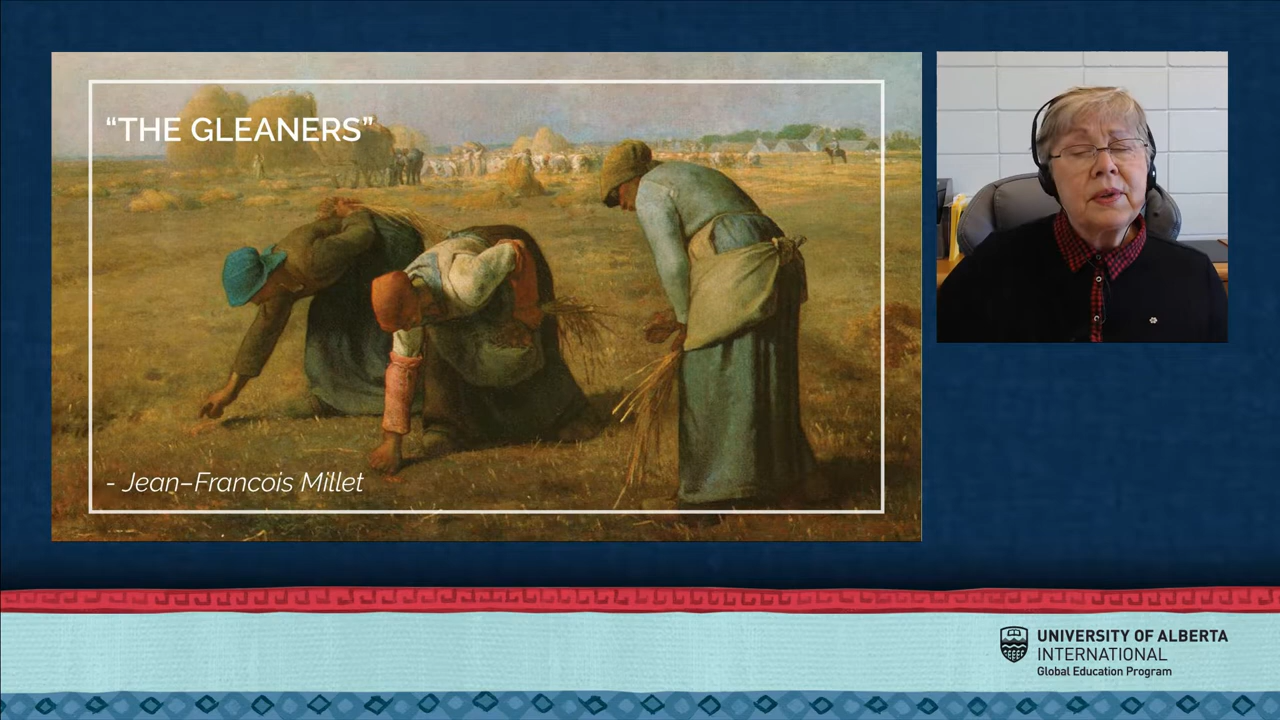 “THE GLEANERS”
- Jean–Francois Millet
UNIVERSITY OF ALBERTA
INTERNATIONAL
Global Education Program